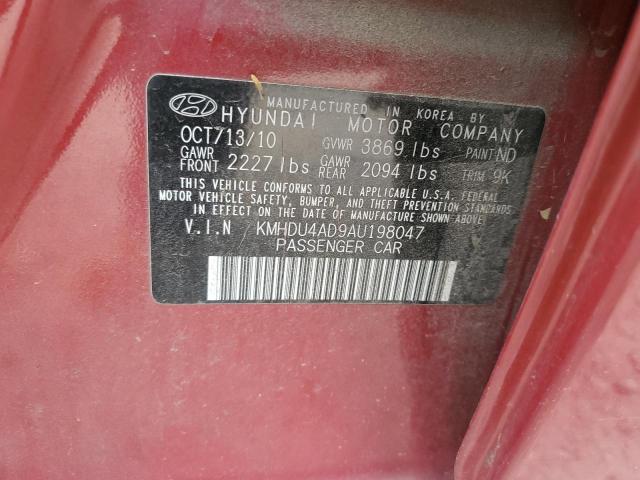 MANUFACTURED IN KOREA BY
HYUNDAI MOTOR COMPANY
OCT/13/10 GVWR 3869 lbs PAINT ND
GAWR FRONT 2227 lbs GAWR REAR 2094 lbs TRIM 9K
THIS VEHICLE CONFORMS TO ALL APPLICABLE U.S.A. FEDERAL
MOTOR VEHICLE SAFETY, BUMPER, AND THEFT PREVENTION STANDARDS
IN EFFECT ON THE DATE OF MANUFACTURE SHOWN ABOVE.
V.I.N / KMHDU4AD9AU198047
PASSENGER CAR